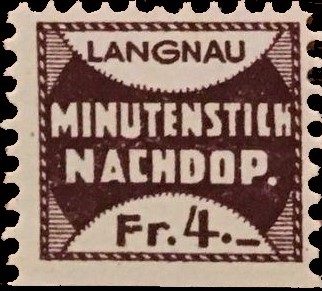 LANGNAU
MINUTENSTICH
NACHDOP.
Fr. 4.–